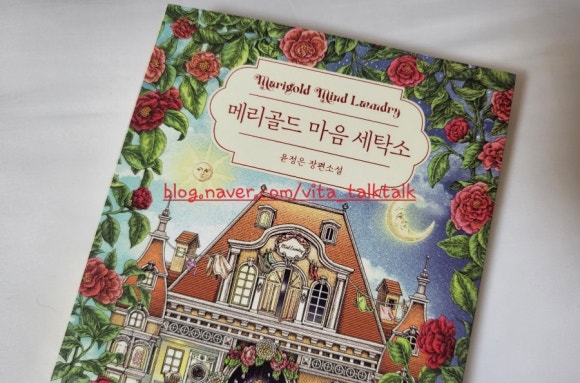 Marigold Mind Laundry
메리골드 마음 세탁소
윤정은 장편소설
blog.naver.com/vita_talktalk